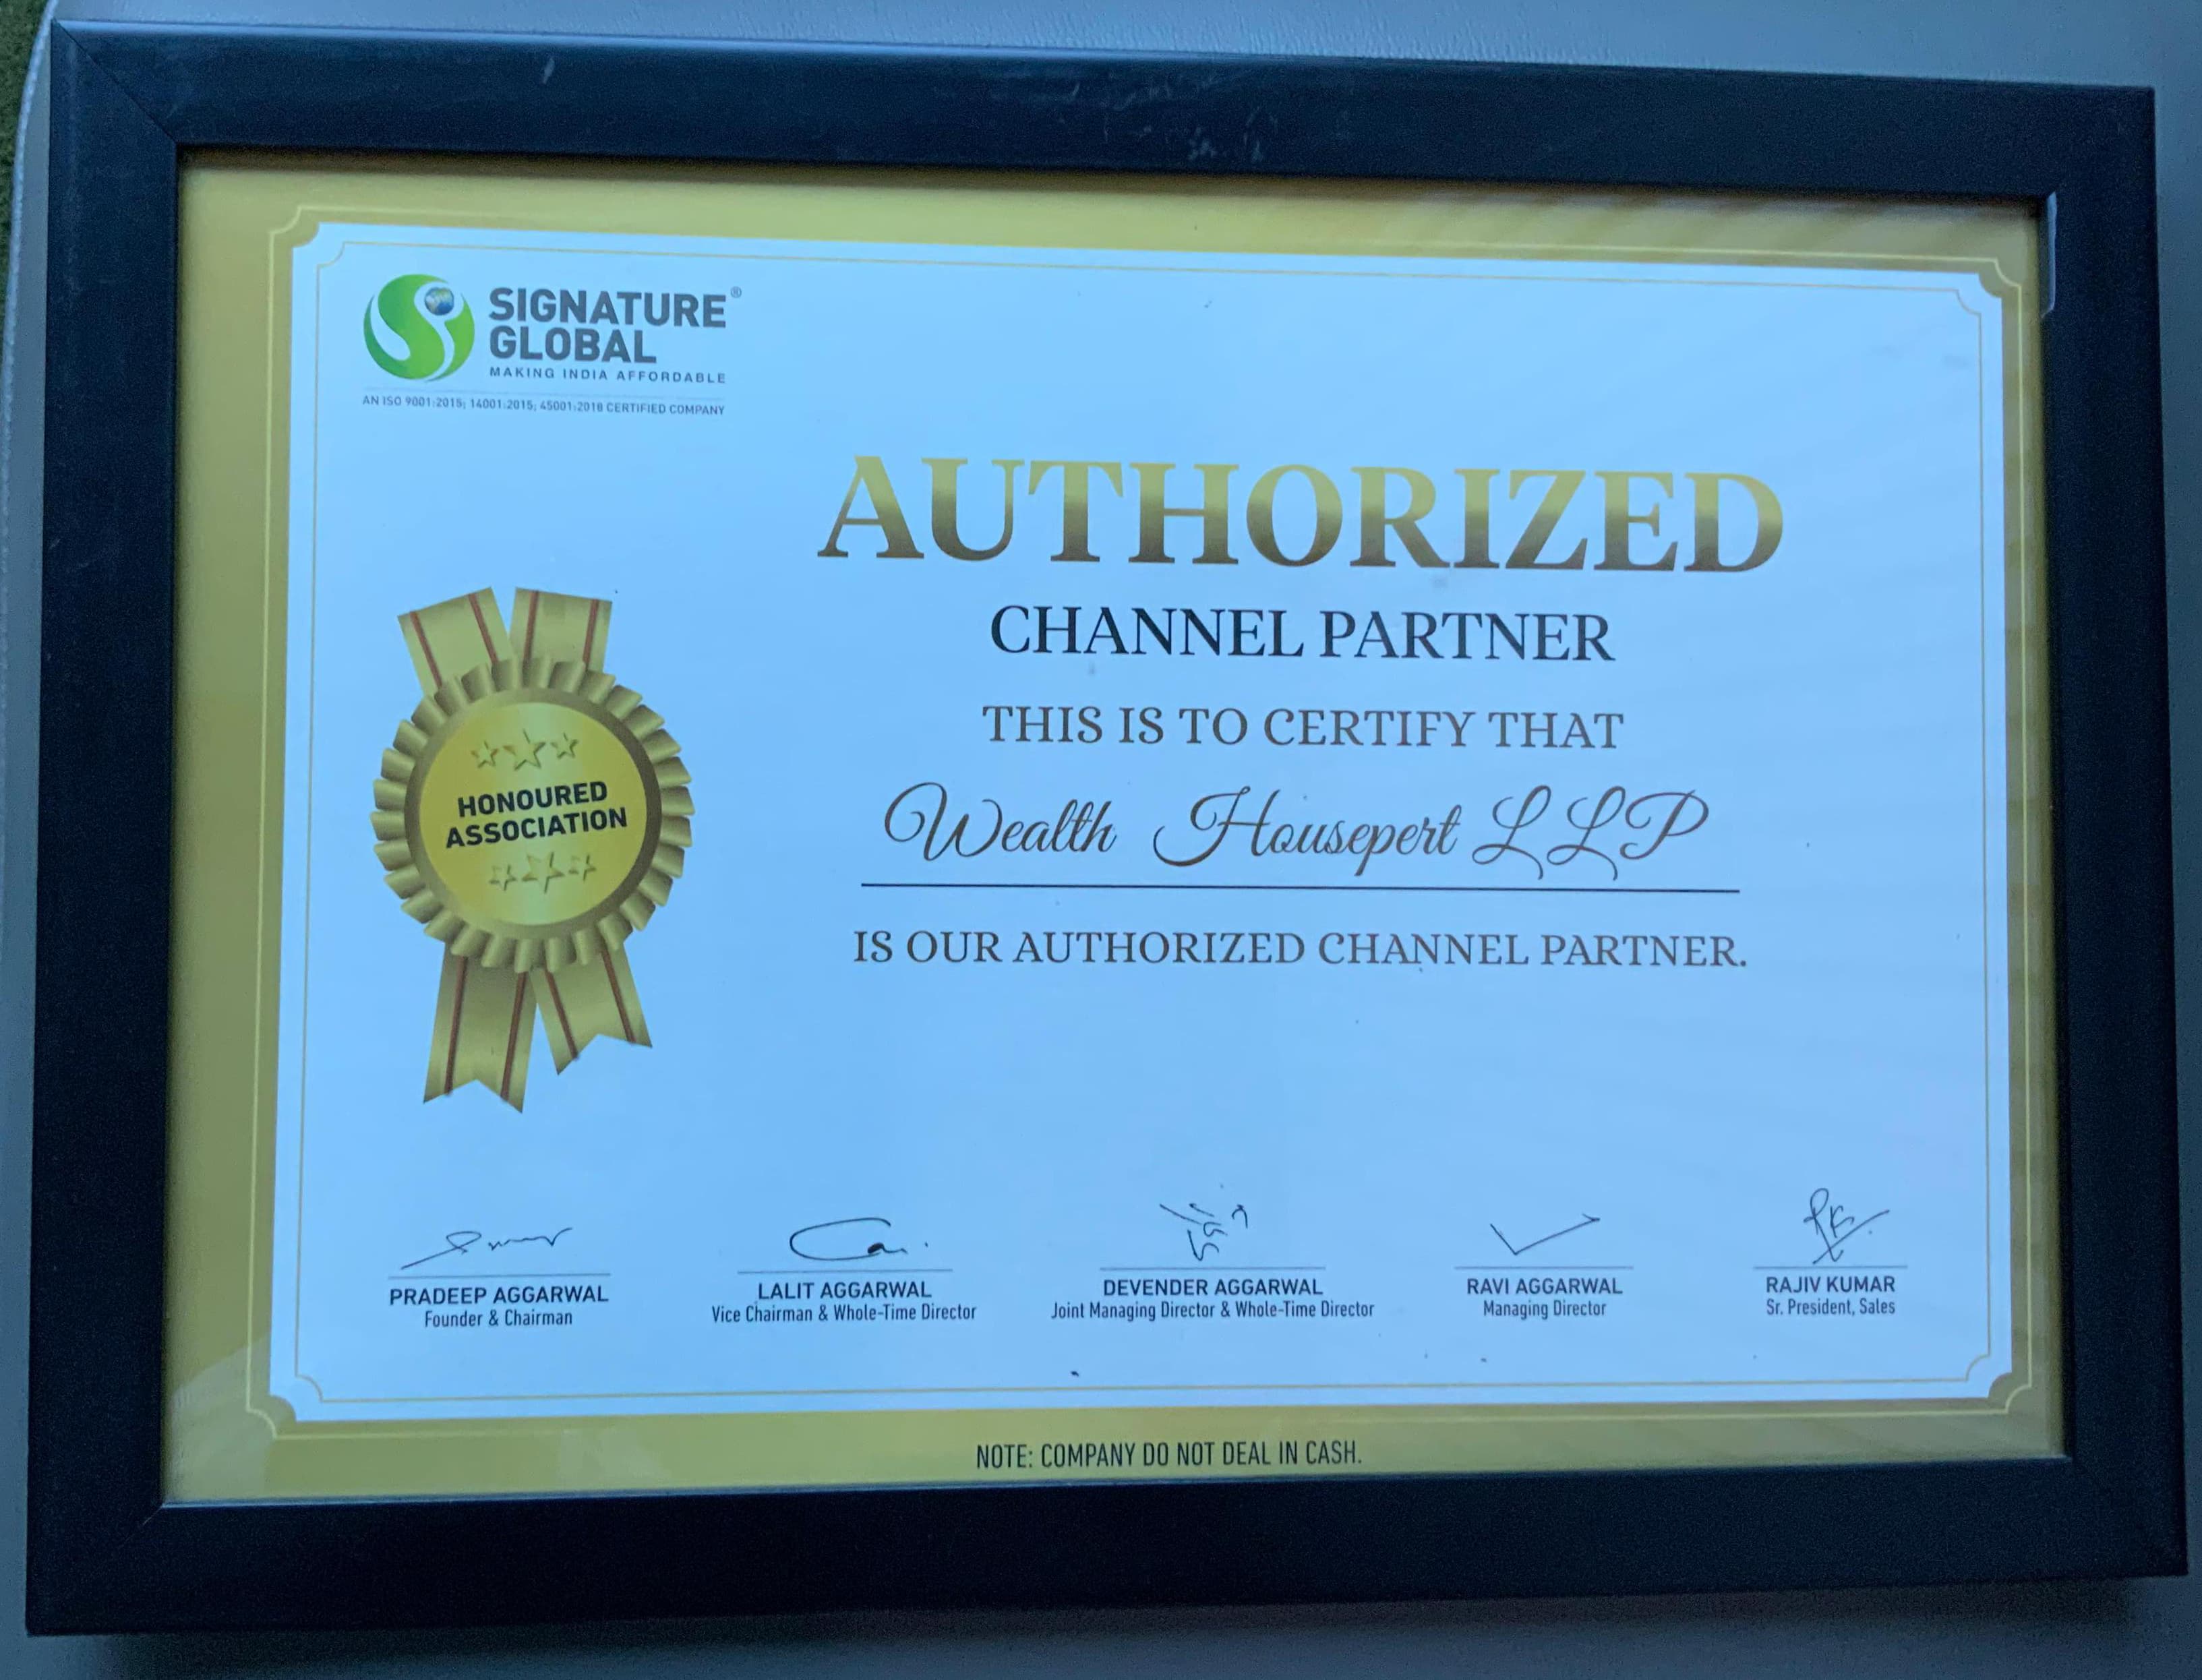 SIGNATURE®
GLOBAL
MAKING INDIA AFFORDABLE
AN ISO 9001:2015; 14001:2015; 45001:2018 CERTIFIED COMPANY
AUTHORIZED
CHANNEL PARTNER
THIS IS TO CERTIFY THAT
Wealth Housepert LLP
IS OUR AUTHORIZED CHANNEL PARTNER.
HONOURED
ASSOCIATION
PRADEEP AGGARWAL
Founder & Chairman
LALIT AGGARWAL
Vice Chairman & Whole-Time Director
DEVENDER AGGARWAL
Joint Managing Director & Whole-Time Director
RAVI AGGARWAL
Managing Director
RAJIV KUMAR
Sr. President, Sales
NOTE: COMPANY DO NOT DEAL IN CASH.